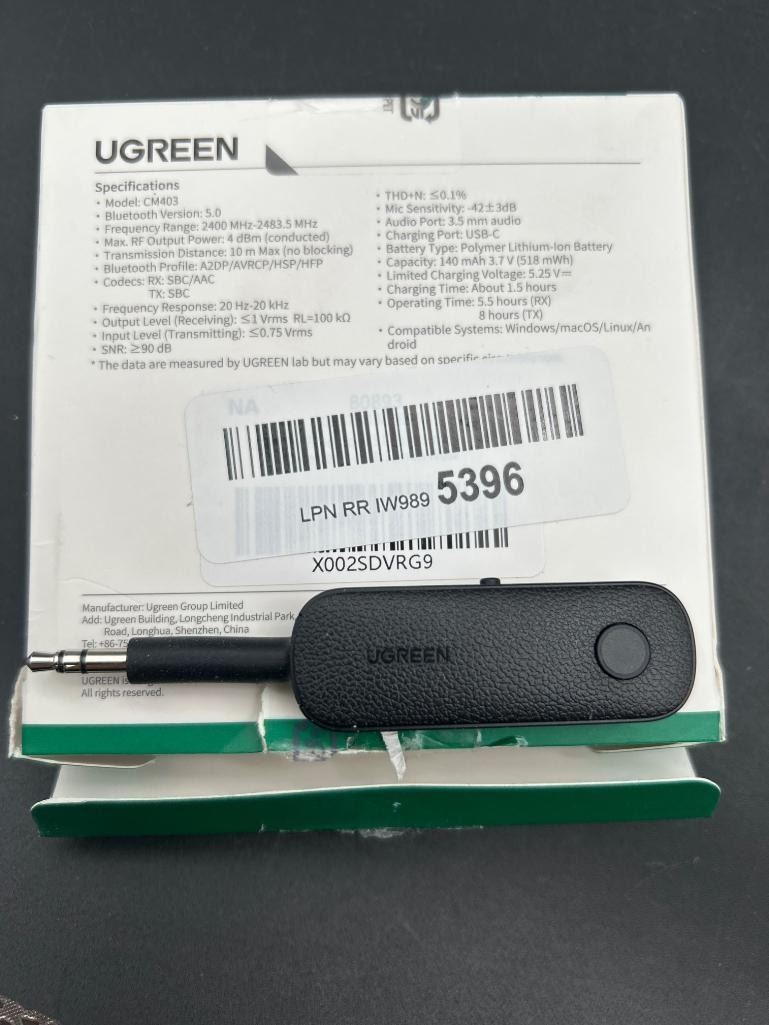 UGREEN
Specifications
• Model: CM403
• Bluetooth Version: 5.0
• Frequency Range: 2400 MHz-2483.5 MHz
• Max. RF Output Power: 4 dBm (conducted)
• Transmission Distance: 10 m Max (no blocking)
• Bluetooth Profile: A2DP/AVRCP/HSP/HFP
• Codecs: RX: SBC/AAC
TX: SBC
• Frequency Response: 20 Hz-20 kHz
• Output Level (Receiving): ≤1 Vrms RL=100 kΩ
• Input Level (Transmitting): ≤0.75 Vrms
• SNR: ≥90 dB
• THD+N: ≤0.1%
• Mic Sensitivity: -42±3dB
• Audio Port: 3.5 mm audio
• Charging Port: USB-C
• Battery Type: Polymer Lithium-Ion Battery
• Capacity: 140 mAh 3.7 V (518 mWh)
• Limited Charging Voltage: 5.25 V⎓
• Charging Time: About 1.5 hours
• Operating Time: 5.5 hours (RX)
8 hours (TX)
• Compatible Systems: Windows/macOS/Linux/An
droid
* The data are measured by UGREEN lab but may vary based on specific
NA
80893
LPN RR IW989 5396
X002SDVRG9
Manufacturer: Ugreen Group Limited
Add: Ugreen Building, Longcheng Industrial Park
Road, Longhua, Shenzhen, China
Tel: +86-75
UGREEN is
All rights reserved.
UGREEN
PET